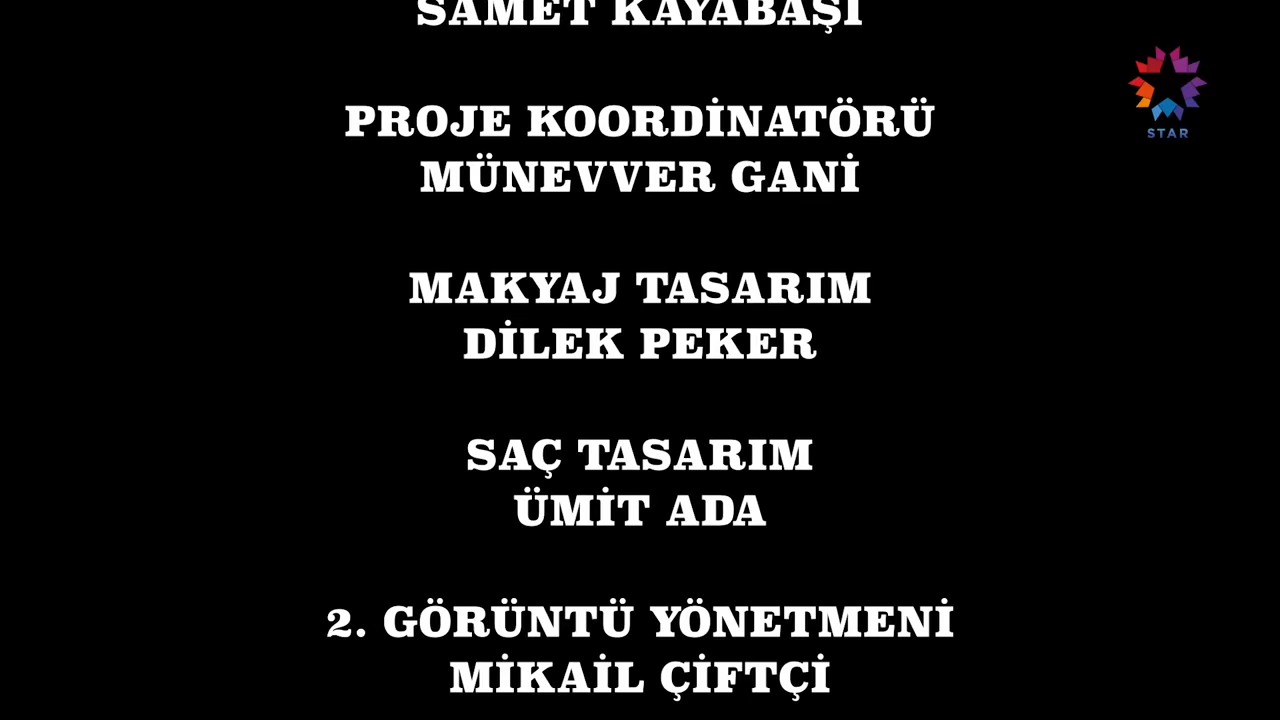 SAMET KAYABAŞI
PROJE KOORDİNATÖRÜ
MÜNEVVER GANİ
STAR
MAKYAJ TASARIM
DİLEK PEKER
SAÇ TASARIM
ÜMİT ADA
2. GÖRÜNTÜ YÖNETMENİ
MİKAİL ÇİFTÇİ